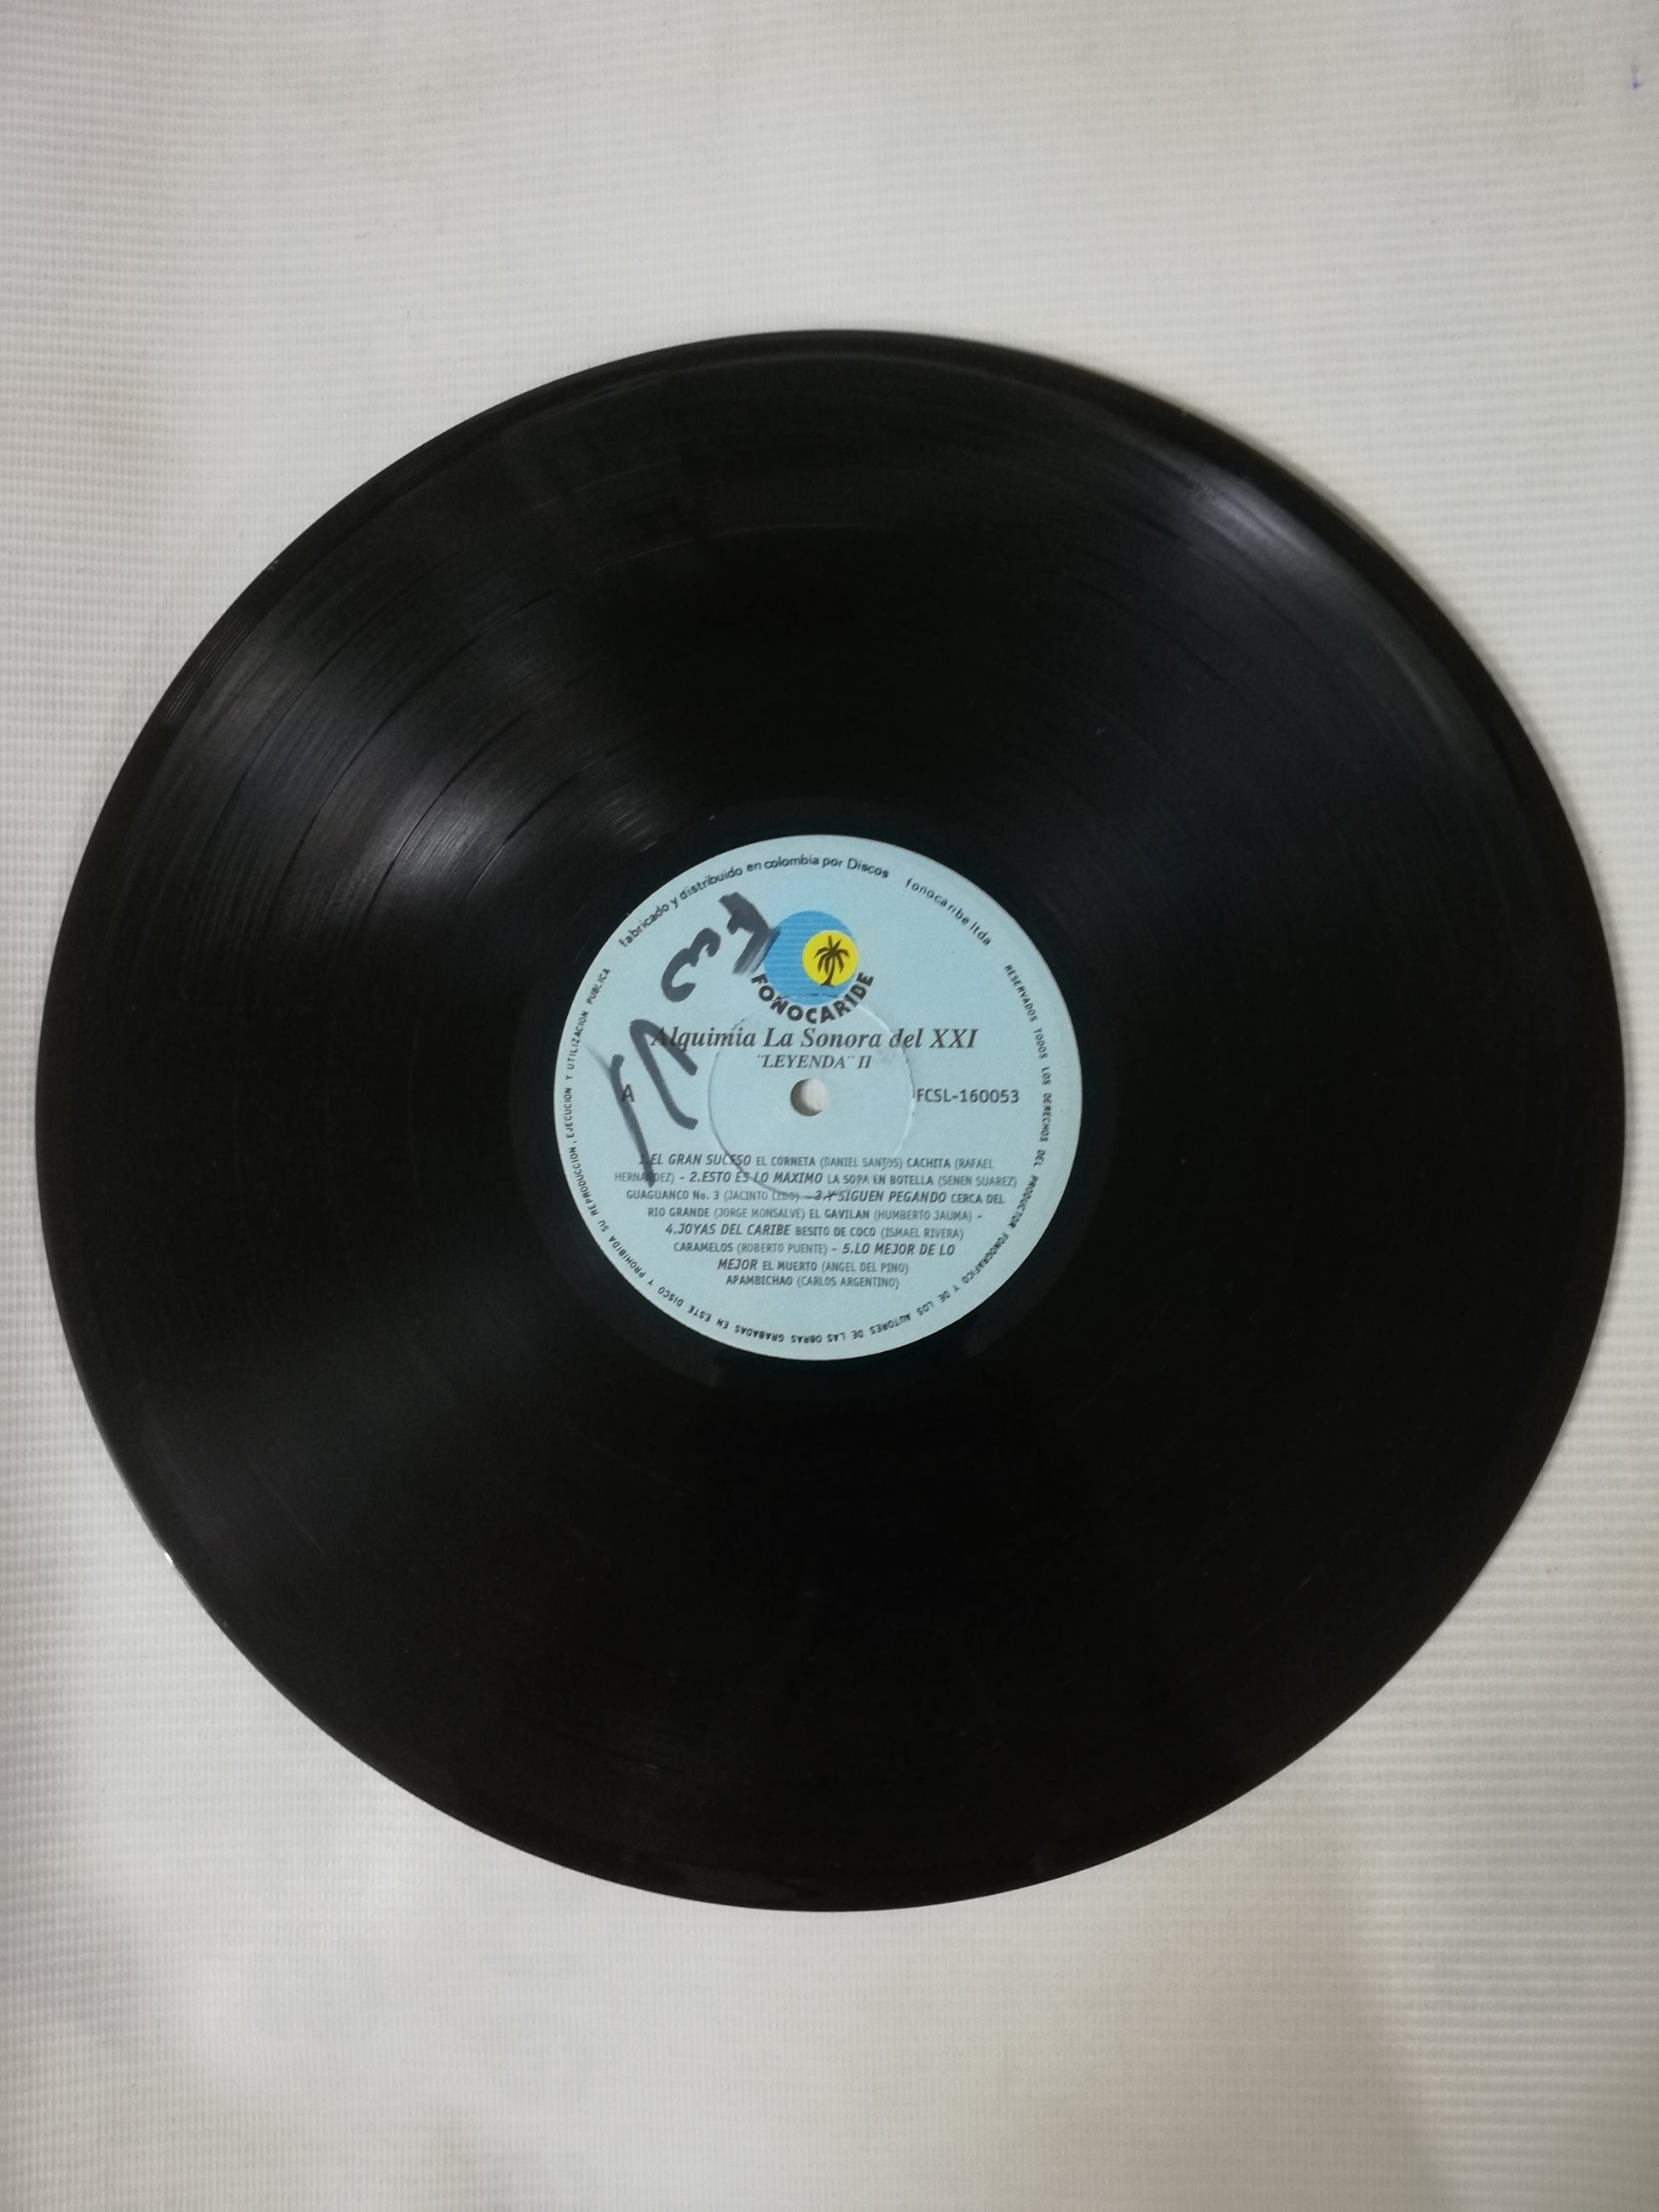 fabricado y distribuido en colombia por Discos fonocaribe ltda
FONOCARIBE
Alquimia La Sonora del XXI
¨LEYENDA¨ II
A
FCSL-160053
1.EL GRAN SUCESO EL CORNETA (DANIEL SANTOS) CACHITA (RAFAEL
HERNANDEZ) - 2.ESTO ES LO MAXIMO LA SOPA EN BOTELLA (SENEN SUAREZ)
GUAGUANCO No. 3 (JACINTO LEDO) - 3.Y SIGUEN PEGANDO CERCA DEL
RIO GRANDE (JORGE MONSALVE) EL GAVILAN (HUMBERTO JAUMA) -
4.JOYAS DEL CARIBE BESITO DE COCO (ISMAEL RIVERA)
CARAMELOS (ROBERTO PUENTE) - 5.LO MEJOR DE LO
MEJOR EL MUERTO (ANGEL DEL PINO)
APAMBICHAO (CARLOS ARGENTINO)
RESERVADOS TODOS LOS DERECHOS DEL PRODUCTOR FONOGRAFICO Y DE LOS AUTORES DE LAS OBRAS GRABADAS EN ESTE DISCO Y PROHIBIDA SU REPRODUCCION, EJECUCION Y UTILIZACION PUBLICA